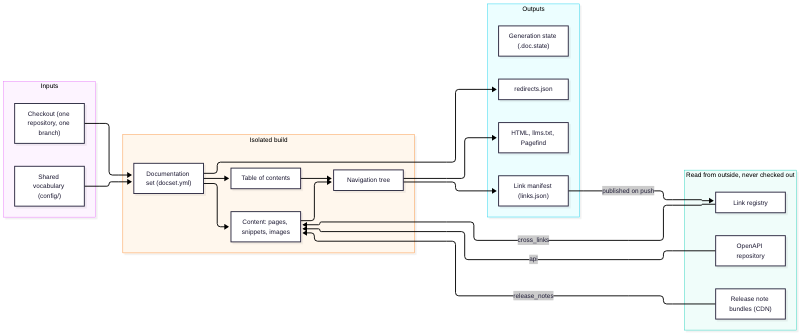 Outputs
Generation state
(.doc.state)
redirects.json
HTML, llms.txt,
Pagefind
Link manifest
(links.json)
Inputs
Checkout (one
repository, one
branch)
Shared
vocabulary
(config/)
Isolated build
Documentation
set (docset.yml)
Table of contents
Navigation tree
Content: pages,
snippets, images
published on push
cross_links
api
release_notes
Read from outside, never checked out
Link registry
OpenAPI
repository
Release note
bundles (CDN)